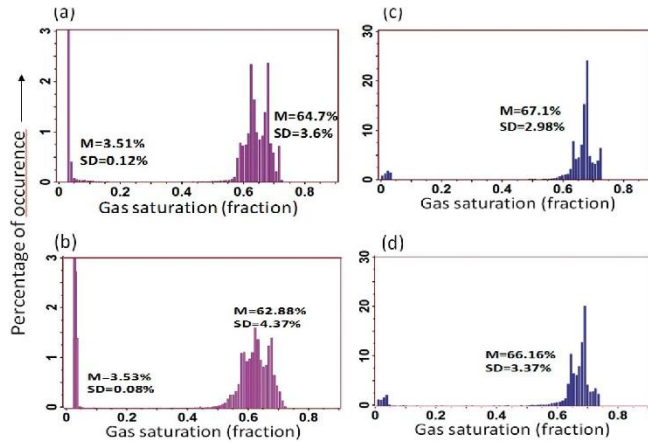 (a)
3
2
1
0
M=3.51%
SD=0.12%
M=64.7%
SD=3.6%
0 0.2 0.4 0.6 0.8
Gas saturation (fraction)
(c)
30
20
10
0
M=67.1%
SD=2.98%
0 0.2 0.4 0.6 0.8
Gas saturation (fraction)
Percentage of occurence
(b)
3
2
1
0
M=3.53%
SD=0.08%
M=62.88%
SD=4.37%
0 0.2 0.4 0.6 0.8
Gas saturation (fraction)
(d)
30
20
10
0
M=66.16%
SD=3.37%
0 0.2 0.4 0.6 0.8
Gas saturation (fraction)